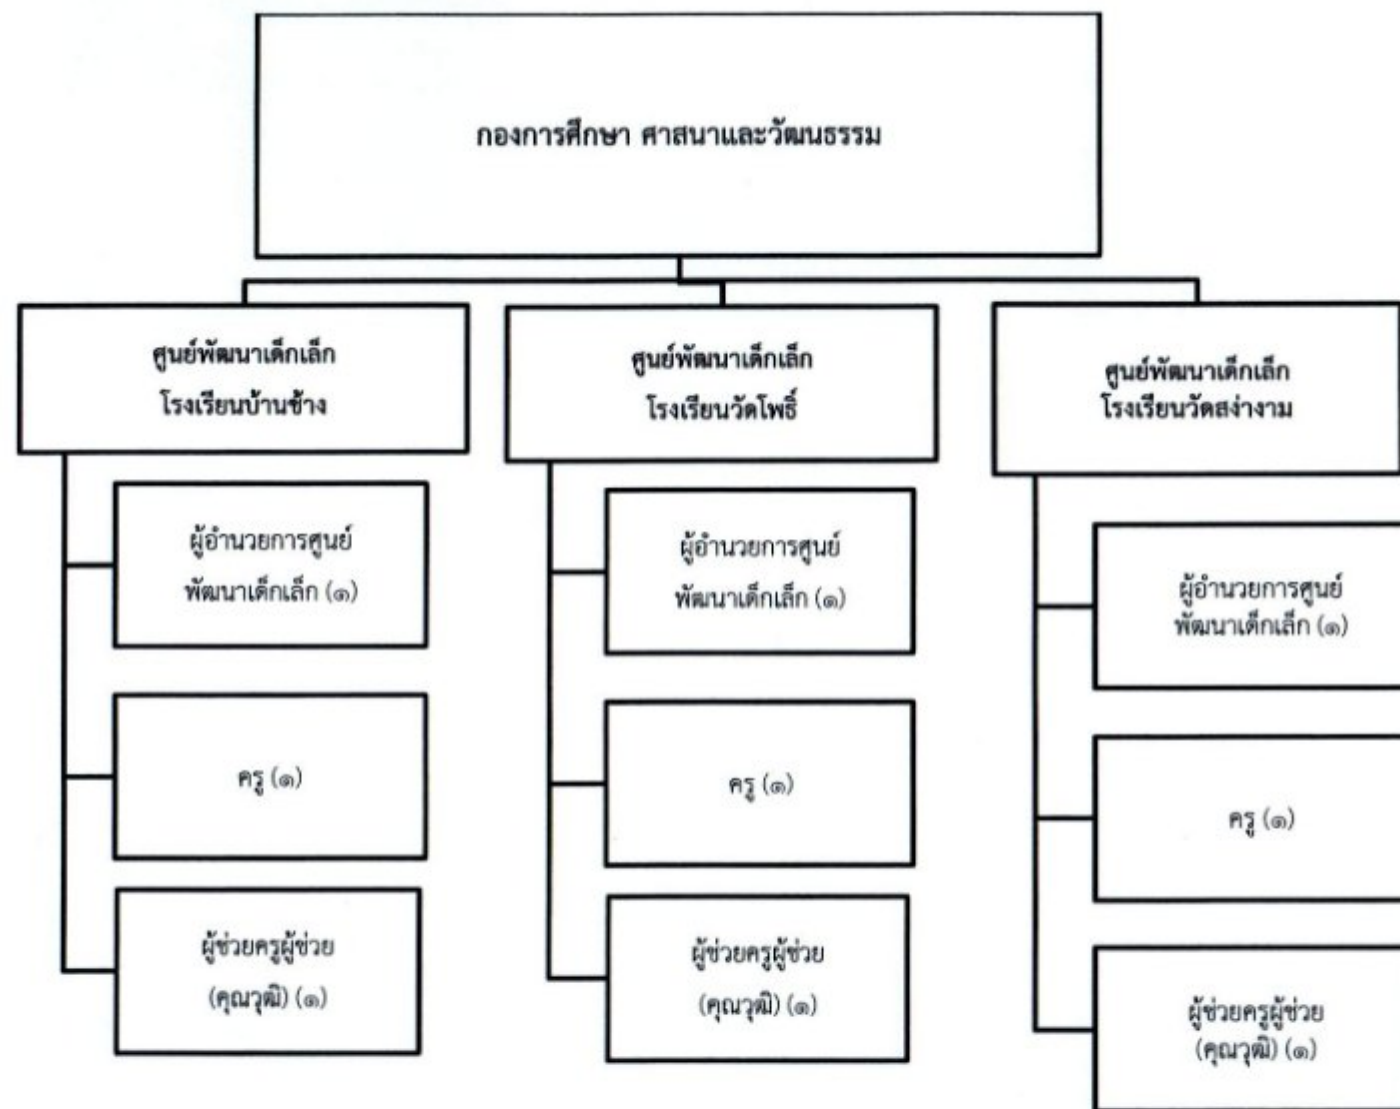 กองการศึกษา ศาสนาและวัฒนธรรม
ศูนย์พัฒนาเด็กเล็ก
โรงเรียนบ้านช้าง
ผู้อำนวยการศูนย์
พัฒนาเด็กเล็ก (๑)
ครู (๑)
ผู้ช่วยครูผู้ช่วย
(คุณวุฒิ) (๑)
ศูนย์พัฒนาเด็กเล็ก
โรงเรียนวัดโพธิ์
ผู้อำนวยการศูนย์
พัฒนาเด็กเล็ก (๑)
ครู (๑)
ผู้ช่วยครูผู้ช่วย
(คุณวุฒิ) (๑)
ศูนย์พัฒนาเด็กเล็ก
โรงเรียนวัดสง่างาม
ผู้อำนวยการศูนย์
พัฒนาเด็กเล็ก (๑)
ครู (๑)
ผู้ช่วยครูผู้ช่วย
(คุณวุฒิ) (๑)